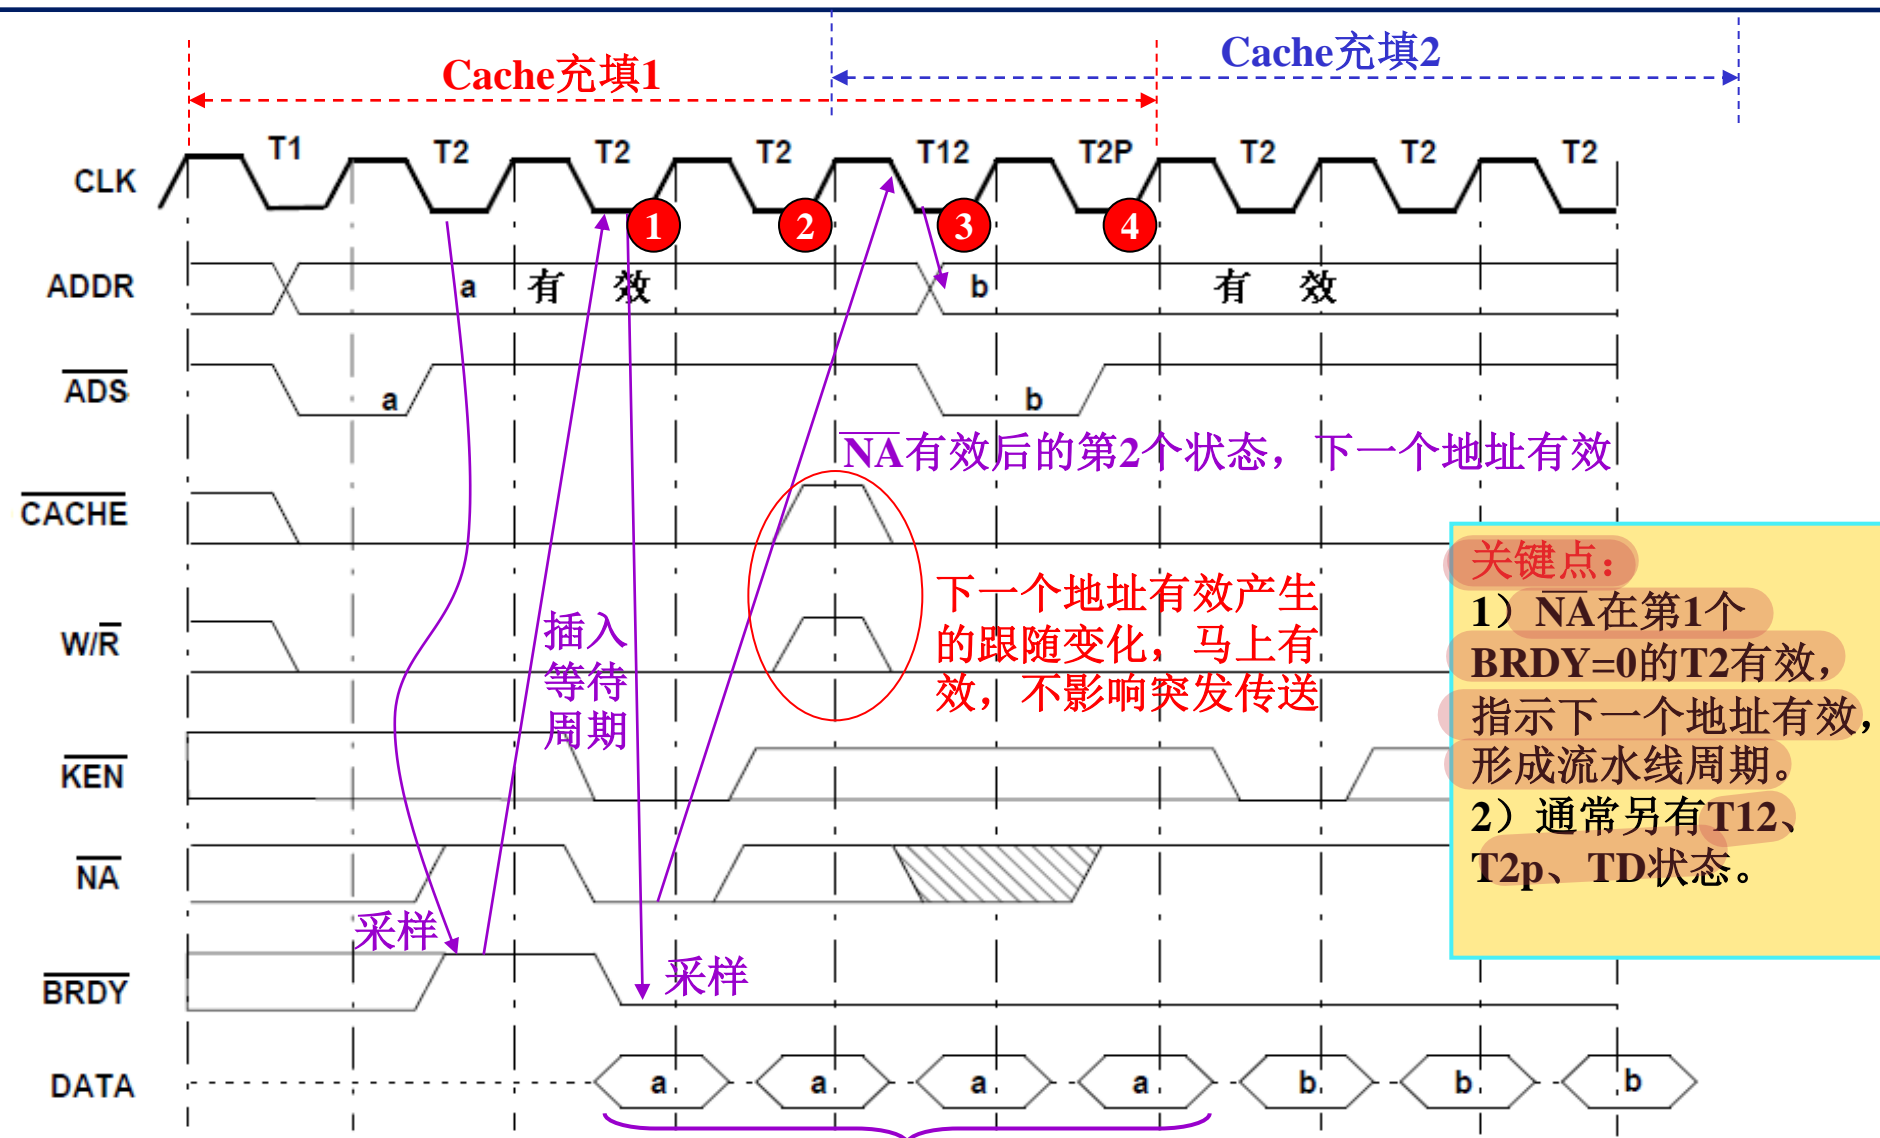 Cache充填1
Cache充填2
T1 T2 T2 T2 T12 T2P T2 T2 T2
CLK
1 2 3 4
ADDR a 有 效 b 有 效
ADS a b
NA有效后的第2个状态，下一个地址有效
CACHE
下一个地址有效产生
的跟随变化，马上有
效，不影响突发传送
W/R
插入
等待
周期
KEN
NA
采样
采样
BRDY
DATA a a a a b b b
关键点：
1）NA在第1个
BRDY=0的T2有效，
指示下一个地址有效，
形成流水线周期。
2）通常另有T12、
T2p、TD状态。